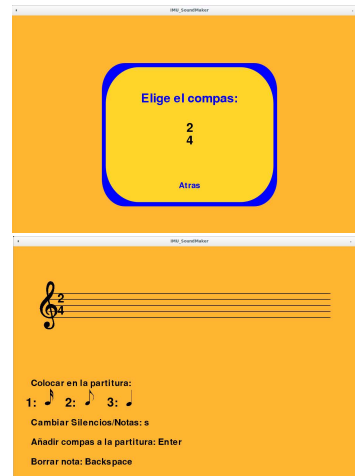 IMU_SoundMaker
Elige el compas:
2
4
Atras
IMU_SoundMaker
2
4
Colocar en la partitura:
1: 2: 3:
Cambiar Silencios/Notas: s
Añadir compas a la partitura: Enter
Borrar nota: Backspace